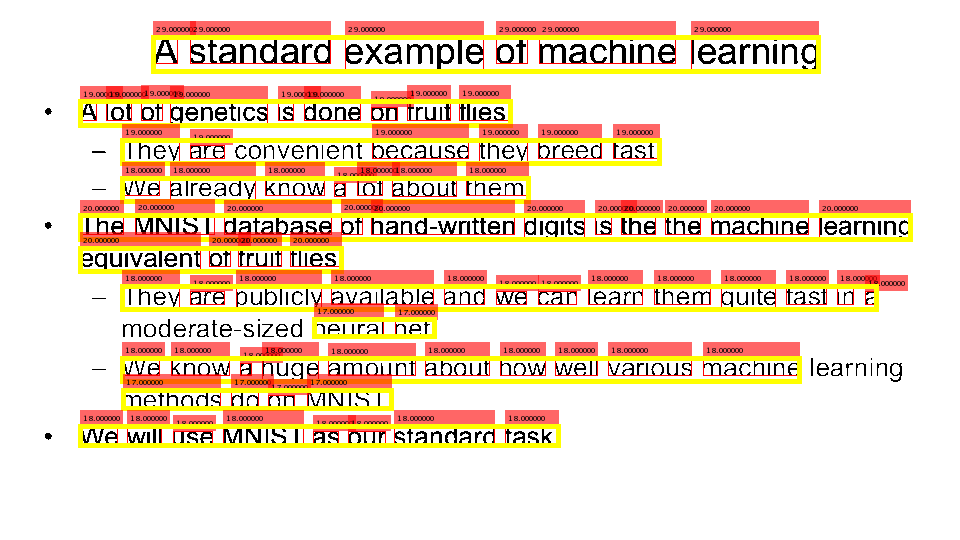 A standard example of machine learning
• A lot of genetics is done on fruit flies
– They are convenient because they breed fast
– We already know a lot about them
• The MNIST database of hand-written digits is the the machine learning
equivalent of fruit flies
– They are publicly available and we can learn them quite fast in a
moderate-sized neural net
– We know a huge amount about how well various machine learning
methods do on MNIST
• We will use MNIST as our standard task